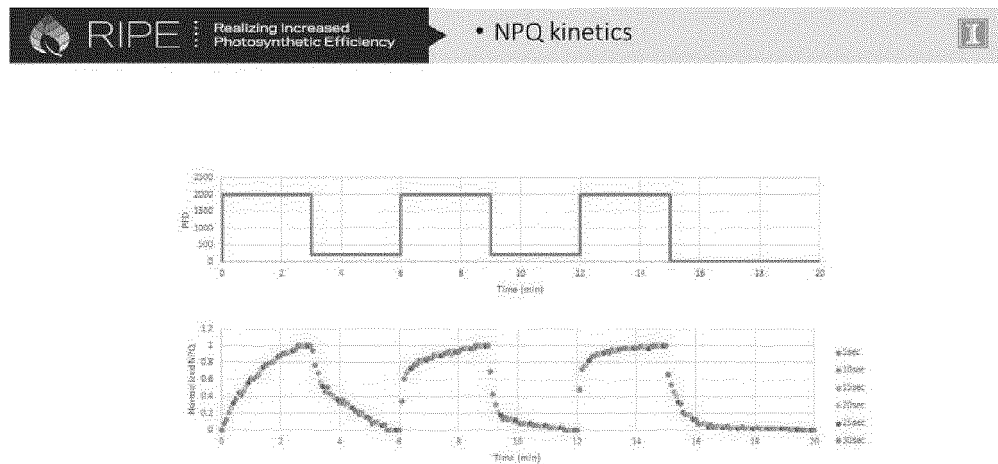 RIPE
Realizing Increased
Photosynthetic Efficiency
• NPQ kinetics
I
2500
2000
1500
1000
500
PFD
0 2 4 6 8 10 12 14 16 18 20
Time (min)
1.2
1
0.8
0.6
0.4
0.2
0
Normalized NPQ
0 2 4 6 8 10 12 14 16 18 20
Time (min)
10sec
15sec
20sec
25sec
30sec